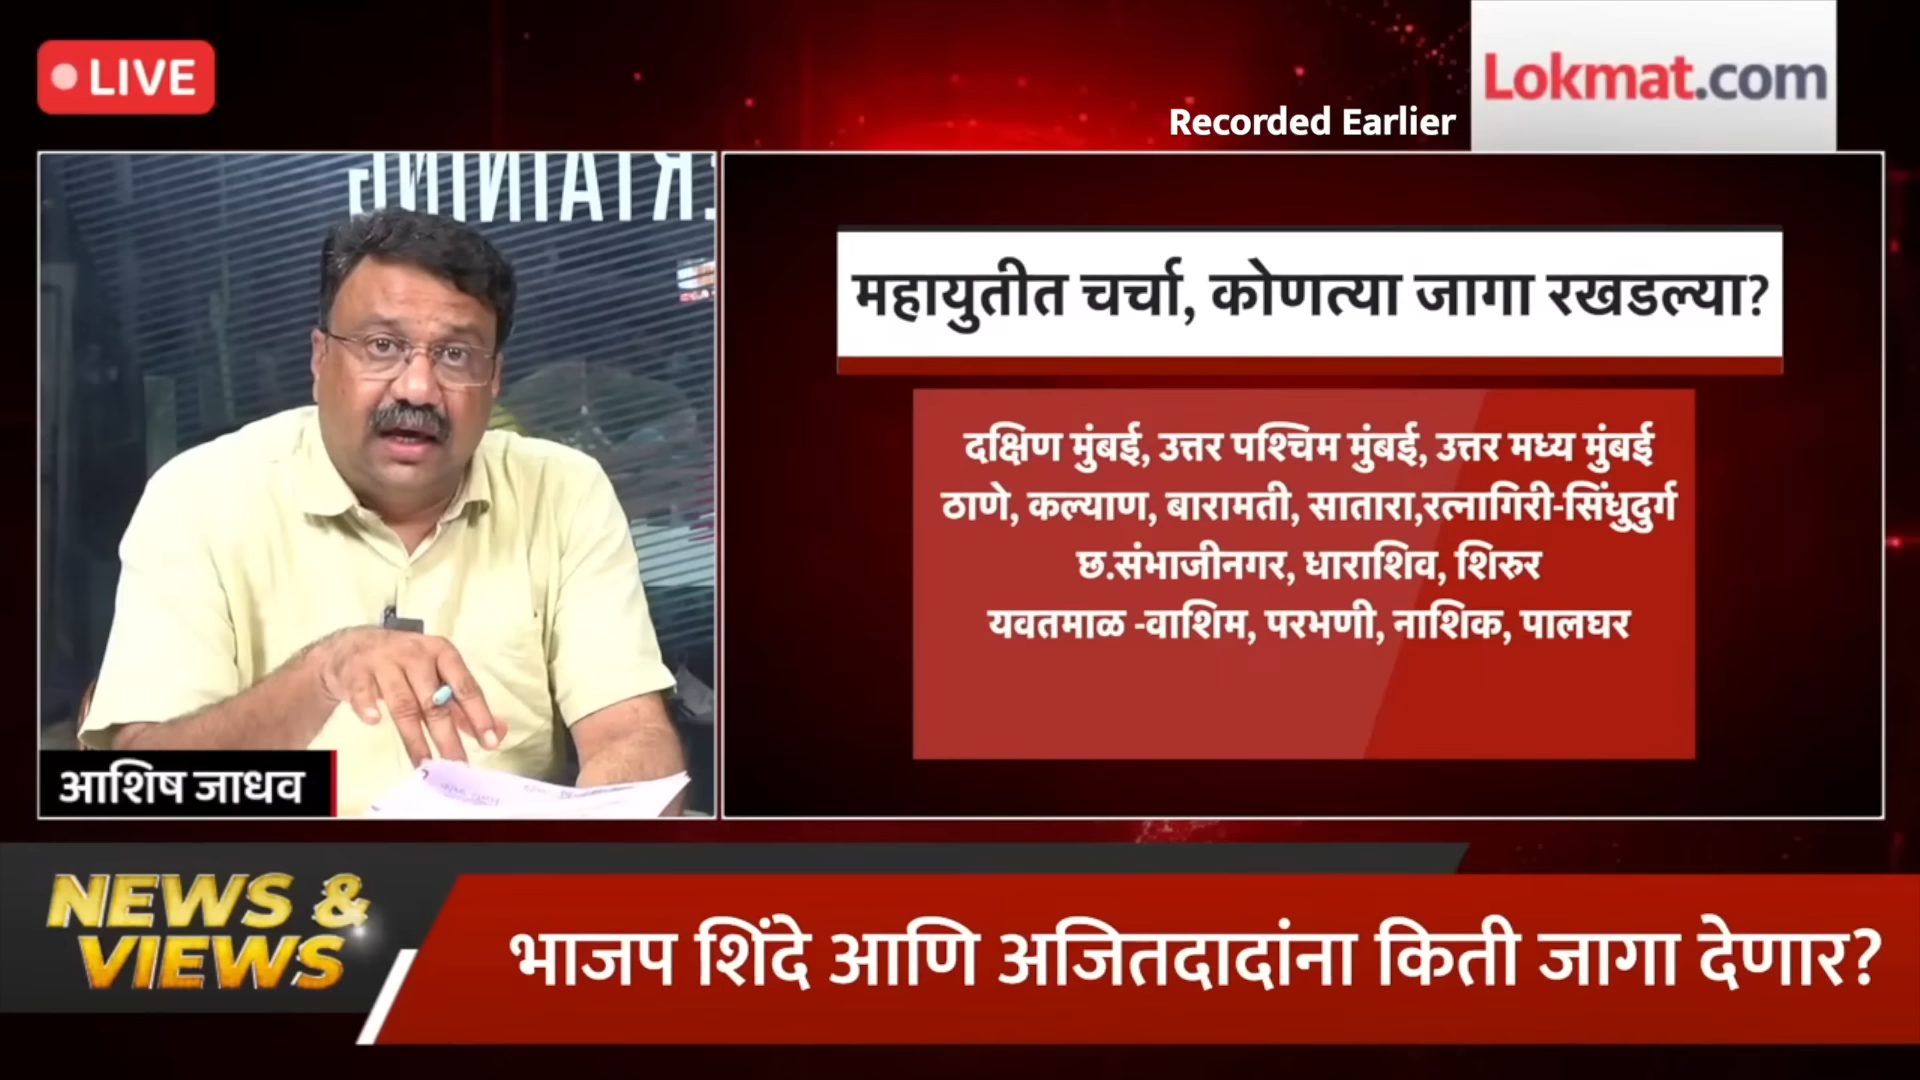 LIVE
Recorded Earlier
Lokmat.com
महायुतीत चर्चा, कोणत्या जागा रखडल्या?
दक्षिण मुंबई, उत्तर पश्चिम मुंबई, उत्तर मध्य मुंबई
ठाणे, कल्याण, बारामती, सातारा,रत्नागिरी-सिंधुदुर्ग
छ.संभाजीनगर, धाराशिव, शिरुर
यवतमाळ -वाशिम, परभणी, नाशिक, पालघर
आशिष जाधव
NEWS &
VIEWS
भाजप शिंदे आणि अजितदादांना किती जागा देणार?